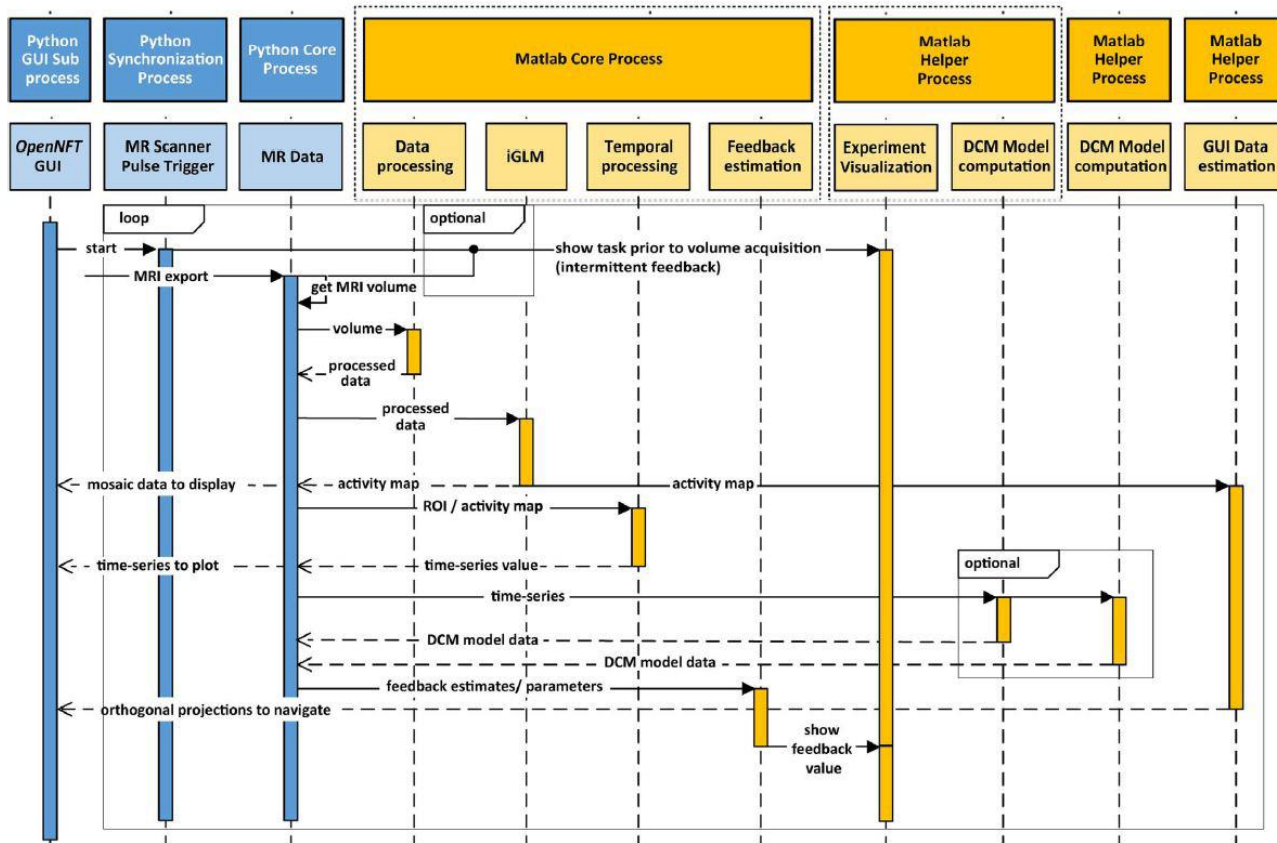 Python
GUI Sub
process
Python
Synchronization
Process
Python Core
Process
Matlab Core Process
Matlab
Helper
Process
Matlab
Helper
Process
Matlab
Helper
Process
OpenNFT
GUI
MR Scanner
Pulse Trigger
MR Data
Data
processing
iGLM
Temporal
processing
Feedback
estimation
Experiment
Visualization
DCM Model
computation
DCM Model
computation
GUI Data
estimation
loop
optional
start
show task prior to volume acquisition
(intermittent feedback)
MRI export
get MRI volume
volume
processed
data
processed
data
mosaic data to display
activity map
activity map
ROI / activity map
time-series to plot
time-series value
optional
time-series
DCM model data
DCM model data
feedback estimates/ parameters
orthogonal projections to navigate
show
feedback
value